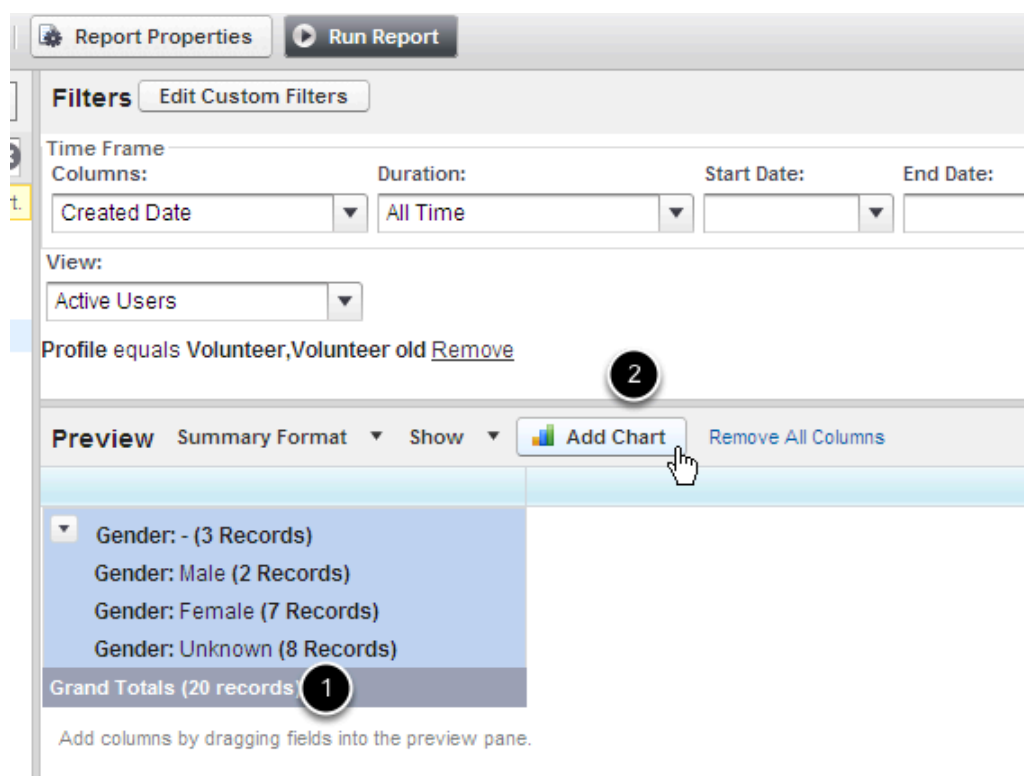 Report Properties Run Report
Filters Edit Custom Filters
Time Frame
Columns: Duration: Start Date: End Date:
t.
Created Date All Time
View:
Active Users
Profile equals Volunteer,Volunteer old Remove
2
Preview Summary Format Show Add Chart Remove All Columns
Gender: - (3 Records)
Gender: Male (2 Records)
Gender: Female (7 Records)
Gender: Unknown (8 Records)
Grand Totals (20 records) 1
Add columns by dragging fields into the preview pane.